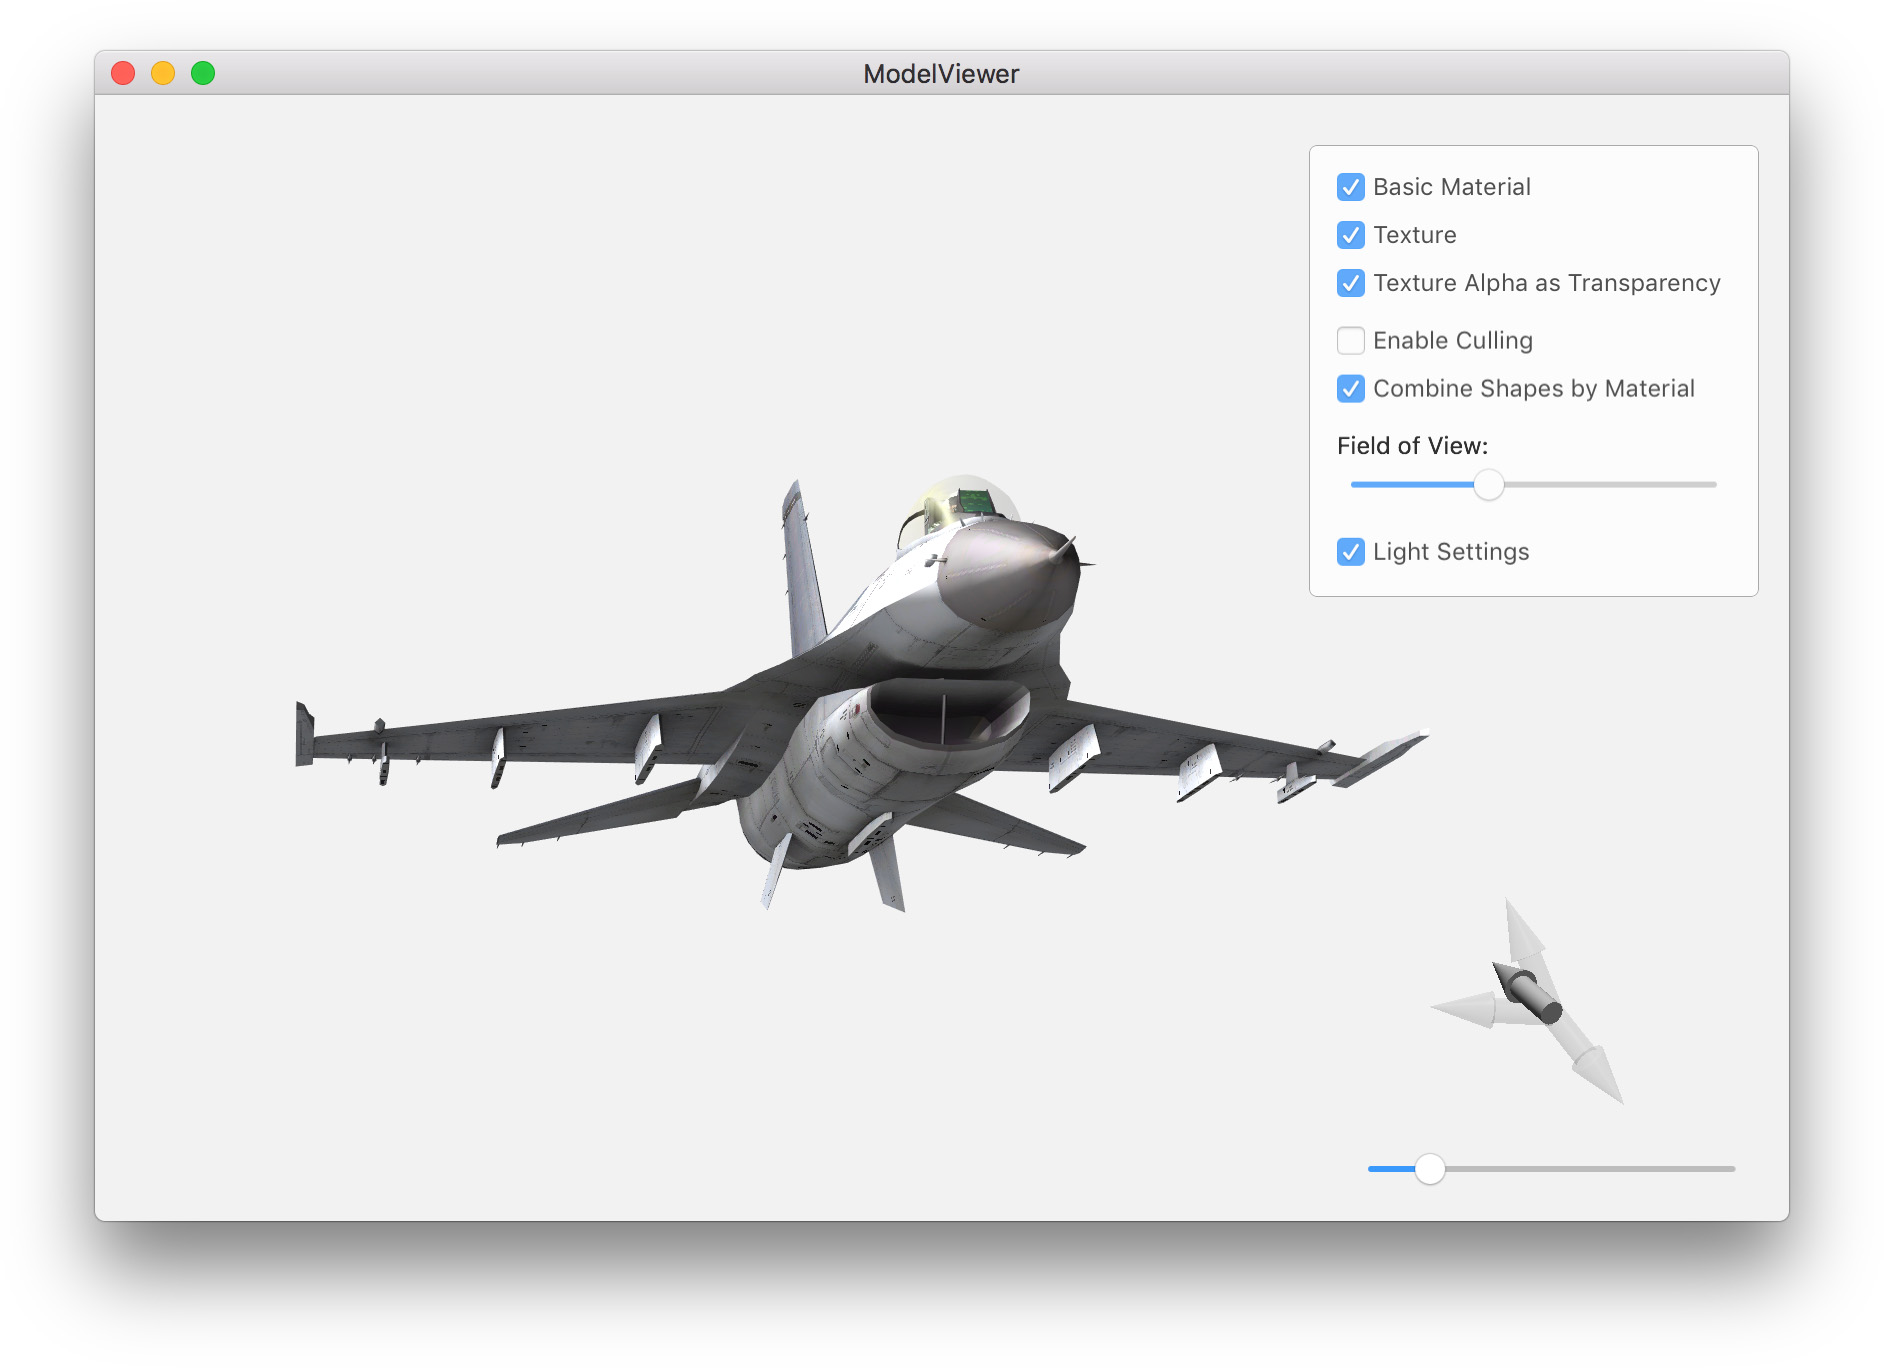 ModelViewer
Basic Material
Texture
Texture Alpha as Transparency
Enable Culling
Combine Shapes by Material
Field of View:
Light Settings